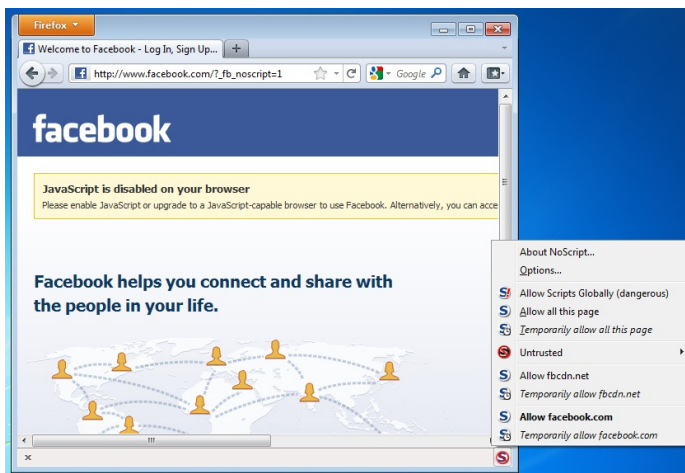 Firefox
Welcome to Facebook - Log In, Sign Up...
http://www.facebook.com/?_fb_noscript=1
Google
facebook
JavaScript is disabled on your browser
Please enable JavaScript or upgrade to a JavaScript-capable browser to use Facebook. Alternatively, you can acce
Facebook helps you connect and share with
the people in your life.
About NoScript...
Options...
Allow Scripts Globally (dangerous)
Allow all this page
Temporarily allow all this page
Untrusted
Allow fbcdn.net
Temporarily allow fbcdn.net
Allow facebook.com
Temporarily allow facebook.com